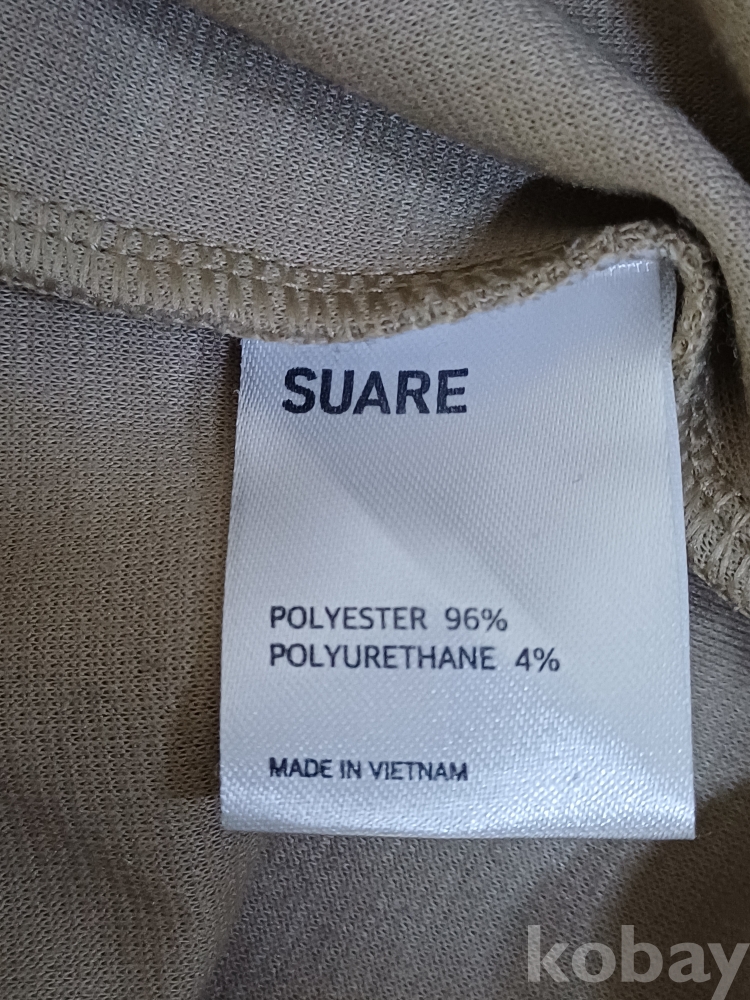 SUARE
POLYESTER 96%
POLYURETHANE 4%
MADE IN VIETNAM
kobay